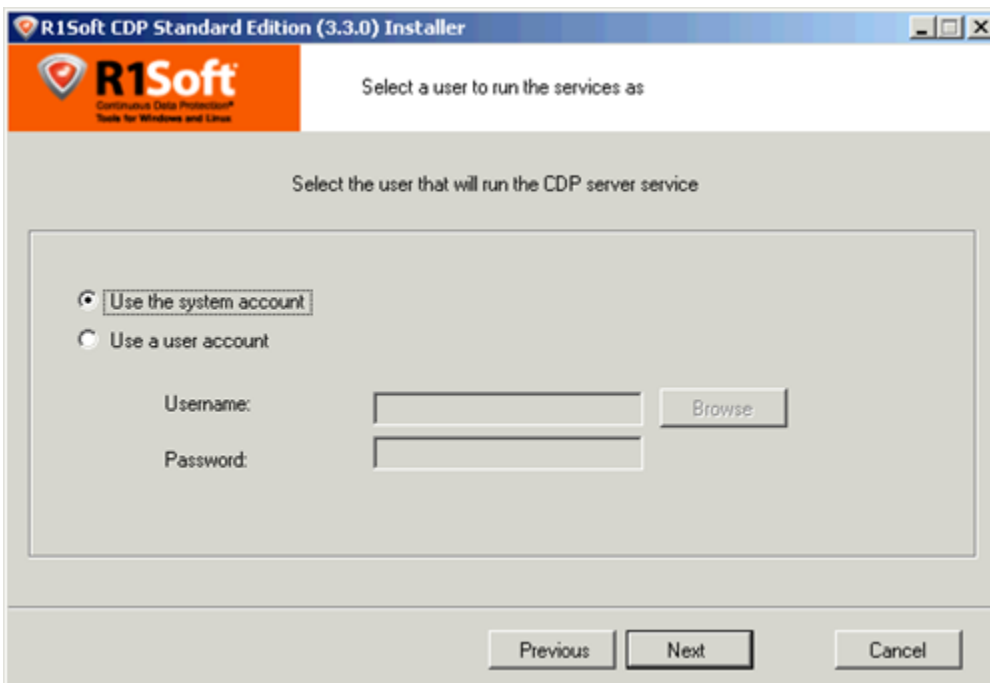 R1Soft CDP Standard Edition (3.3.0) Installer
R1Soft
Continuous Data Protection®
Tools for Windows and Linux
Select a user to run the services as
Select the user that will run the CDP server service
Use the system account
Use a user account
Username:
Browse
Password:
Previous
Next
Cancel